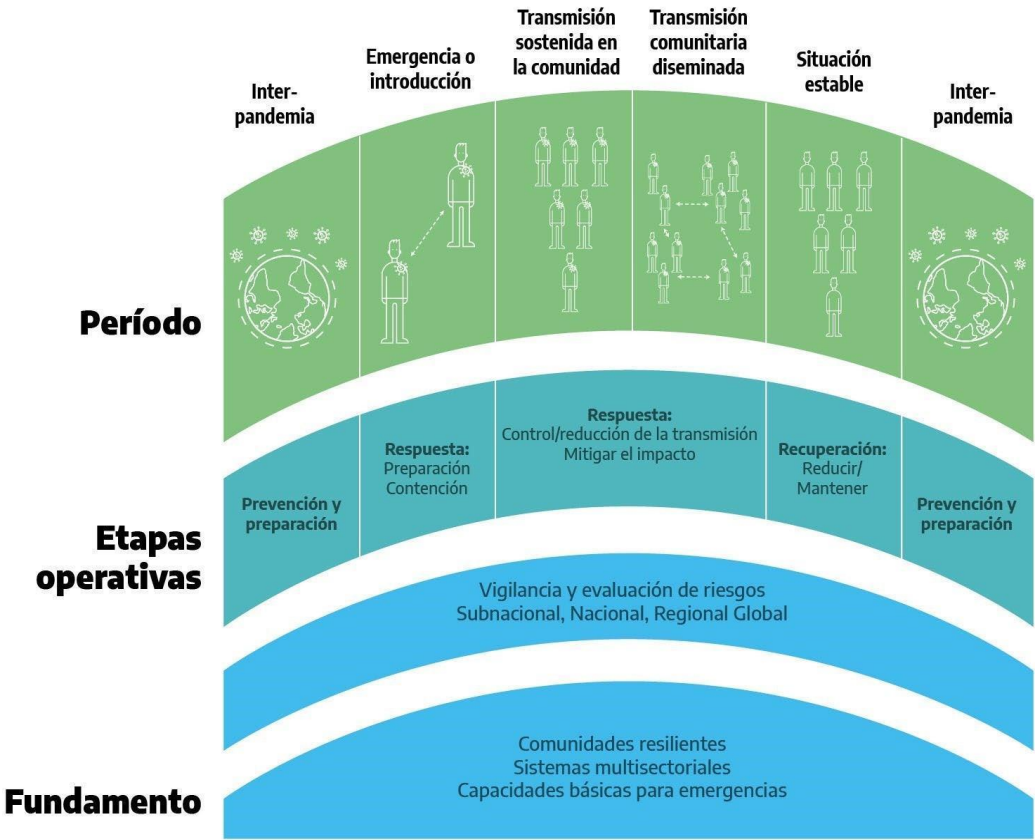 Inter-
pandemia
Emergencia o
introducción
Transmisión
sostenida en
la comunidad
Transmisión
comunitaria
diseminada
Situación
estable
Inter-
pandemia
Período
Etapas
operativas
Prevención y
preparación
Respuesta:
Preparación
Contención
Respuesta:
Control/reducción de la transmisión
Mitigar el impacto
Recuperación:
Reducir/
Mantener
Prevención y
preparación
Vigilancia y evaluación de riesgos
Subnacional, Nacional, Regional Global
Fundamento
Comunidades resilientes
Sistemas multisectoriales
Capacidades básicas para emergencias